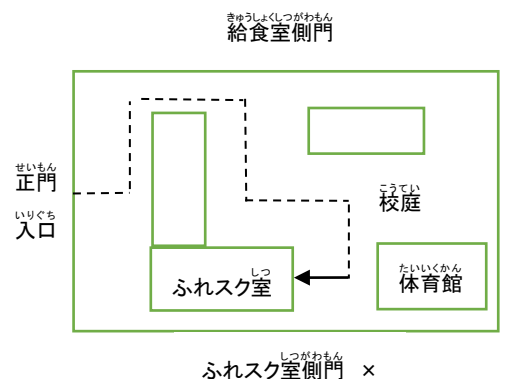 きゅうしょくしつがわもん
給食室側門
せいもん
正門
いりぐち
入口
こうてい
校庭
しつ
ふれスク室
たいいくかん
体育館
しつがわもん
ふれスク室側門 ×